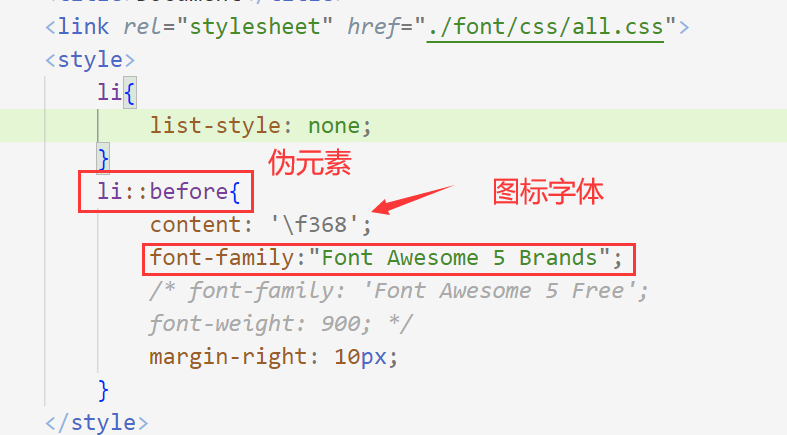 <title>Document</title>
<link rel="stylesheet" href="./font/css/all.css">
<style>
li{
list-style: none;
}
伪元素
li::before{
图标字体
content: '\f368';
font-family:"Font Awesome 5 Brands";
/* font-family: 'Font Awesome 5 Free';
font-weight: 900; */
margin-right: 10px;
}
</style>